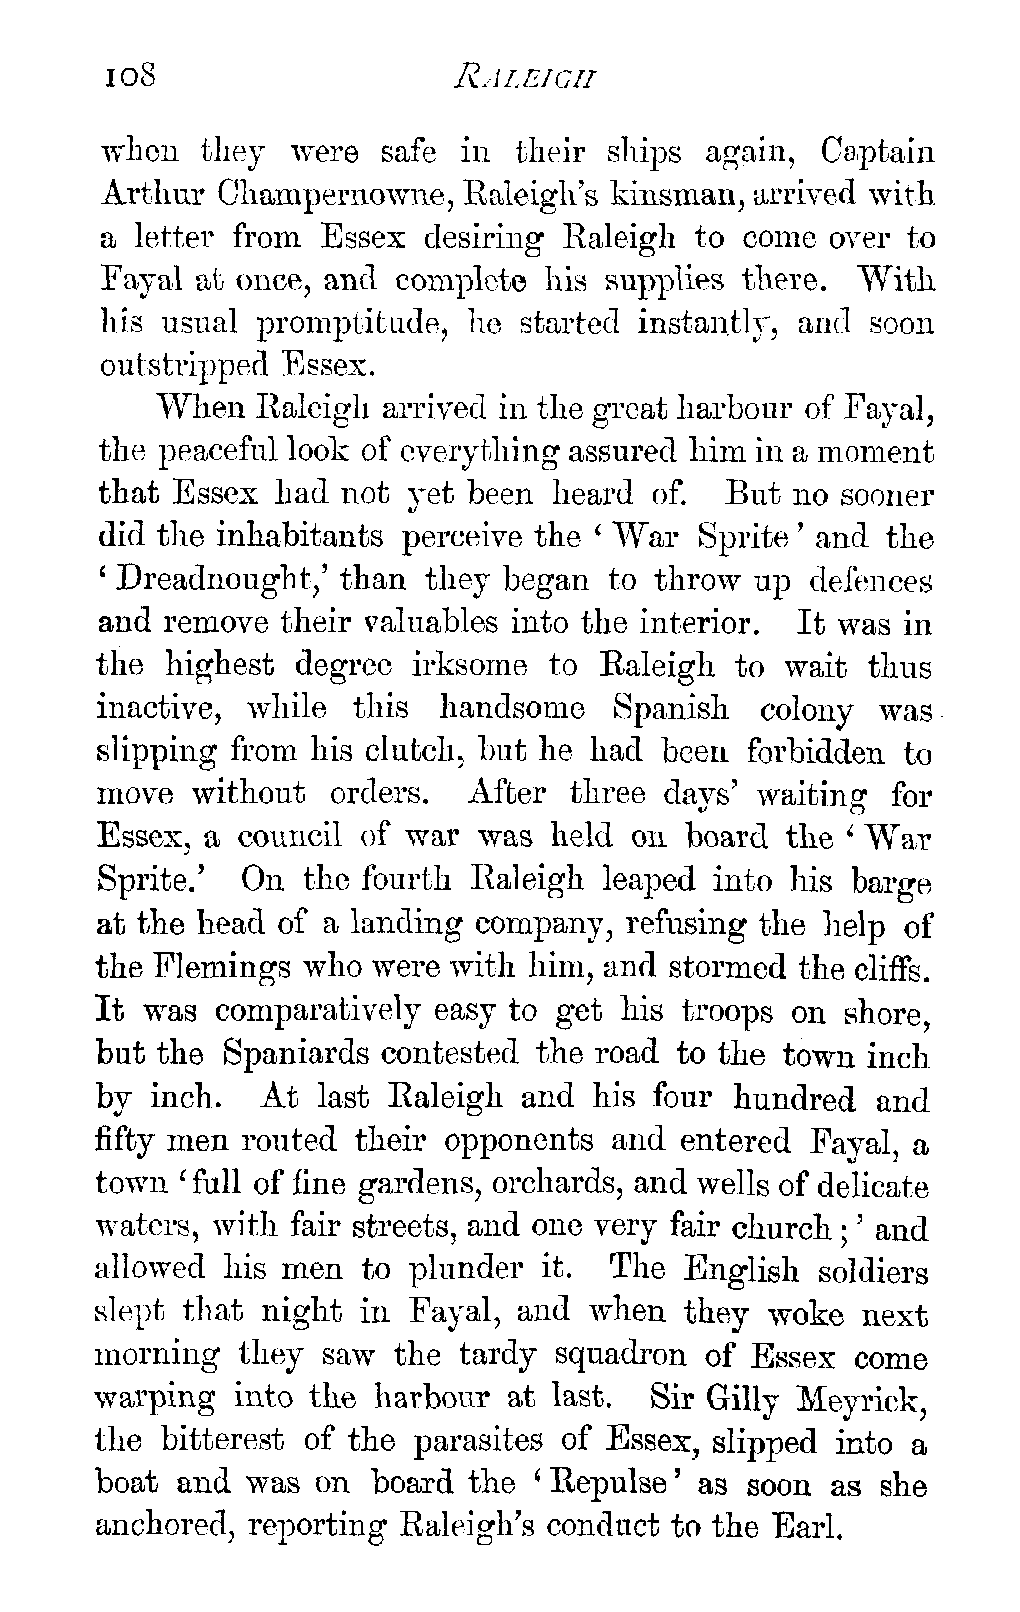 108 RALEIGH
when they were safe in their ships again, Captain
Arthur Champernowne, Raleigh's kinsman, arrived with
a letter from Essex desiring Raleigh to come over to
Fayal at once, and complete his supplies there. With
his usual promptitude, he started instantly, and soon
outstripped Essex.
When Raleigh arrived in the great harbour of Fayal,
the peaceful look of everything assured him in a moment
that Essex had not yet been heard of. But no sooner
did the inhabitants perceive the ‘ War Sprite ’ and the
‘ Dreadnought,’ than they began to throw up defences
and remove their valuables into the interior. It was in
the highest degree irksome to Raleigh to wait thus
inactive, while this handsome Spanish colony was
slipping from his clutch, but he had been forbidden to
move without orders. After three days’ waiting for
Essex, a council of war was held on board the ‘ War
Sprite.’ On the fourth Raleigh leaped into his barge
at the head of a landing company, refusing the help of
the Flemings who were with him, and stormed the cliffs.
It was comparatively easy to get his troops on shore,
but the Spaniards contested the road to the town inch
by inch. At last Raleigh and his four hundred and
fifty men routed their opponents and entered Fayal, a
town ‘full of fine gardens, orchards, and wells of delicate
waters, with fair streets, and one very fair church ; ’ and
allowed his men to plunder it. The English soldiers
slept that night in Fayal, and when they woke next
morning they saw the tardy squadron of Essex come
warping into the harbour at last. Sir Gilly Meyrick,
the bitterest of the parasites of Essex, slipped into a
boat and was on board the ‘ Repulse ’ as soon as she
anchored, reporting Raleigh's conduct to the Earl.